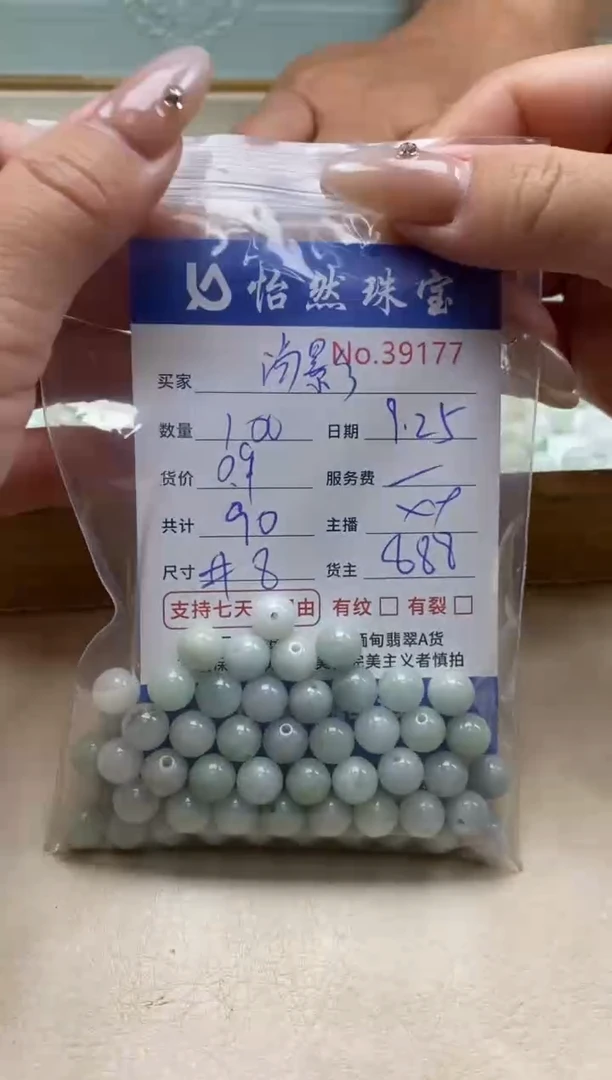 怡然珠宝
No.39177
买家
数量 100 日期 9.25
货价 0.9 服务费
共计 90 主播
尺寸 #8 货主 688
支持七天 由 有纹 有裂
缅甸翡翠A货
完美主义者慎拍